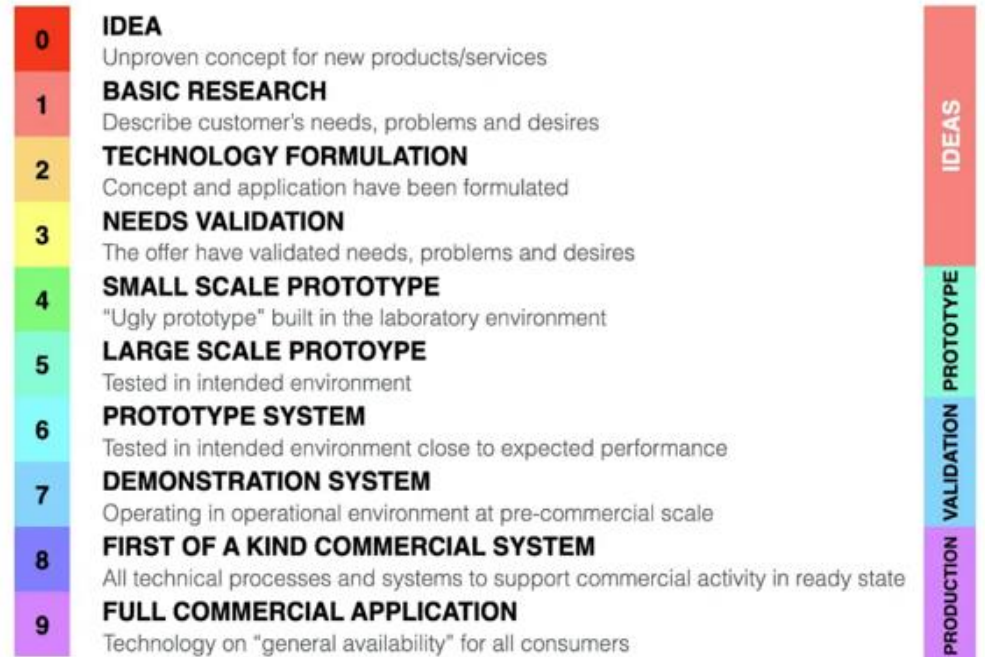 0
IDEA
Unproven concept for new products/services
1
BASIC RESEARCH
Describe customer's needs, problems and desires
2
TECHNOLOGY FORMULATION
Concept and application have been formulated
3
NEEDS VALIDATION
The offer have validated needs, problems and desires
4
SMALL SCALE PROTOTYPE
“Ugly prototype” built in the laboratory environment
5
LARGE SCALE PROTOYPE
Tested in intended environment
6
PROTOTYPE SYSTEM
Tested in intended environment close to expected performance
7
DEMONSTRATION SYSTEM
Operating in operational environment at pre-commercial scale
8
FIRST OF A KIND COMMERCIAL SYSTEM
All technical processes and systems to support commercial activity in ready state
9
FULL COMMERCIAL APPLICATION
Technology on “general availability” for all consumers
IDEAS
PROTOTYPE
VALIDATION
PRODUCTION